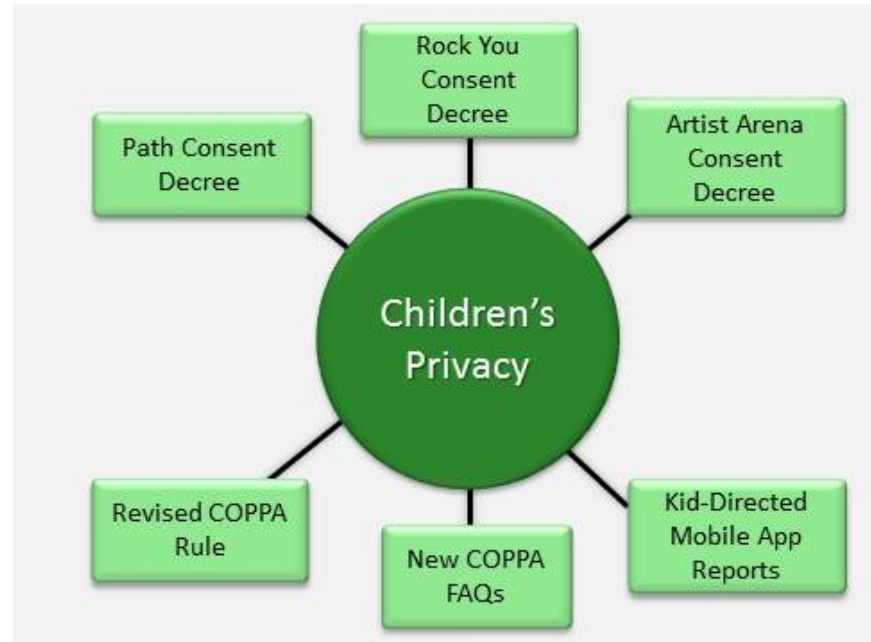 Rock You
Consent
Decree
Path Consent
Decree
Artist Arena
Consent
Decree
Children’s
Privacy
Revised COPPA
Rule
New COPPA
FAQs
Kid-Directed
Mobile App
Reports